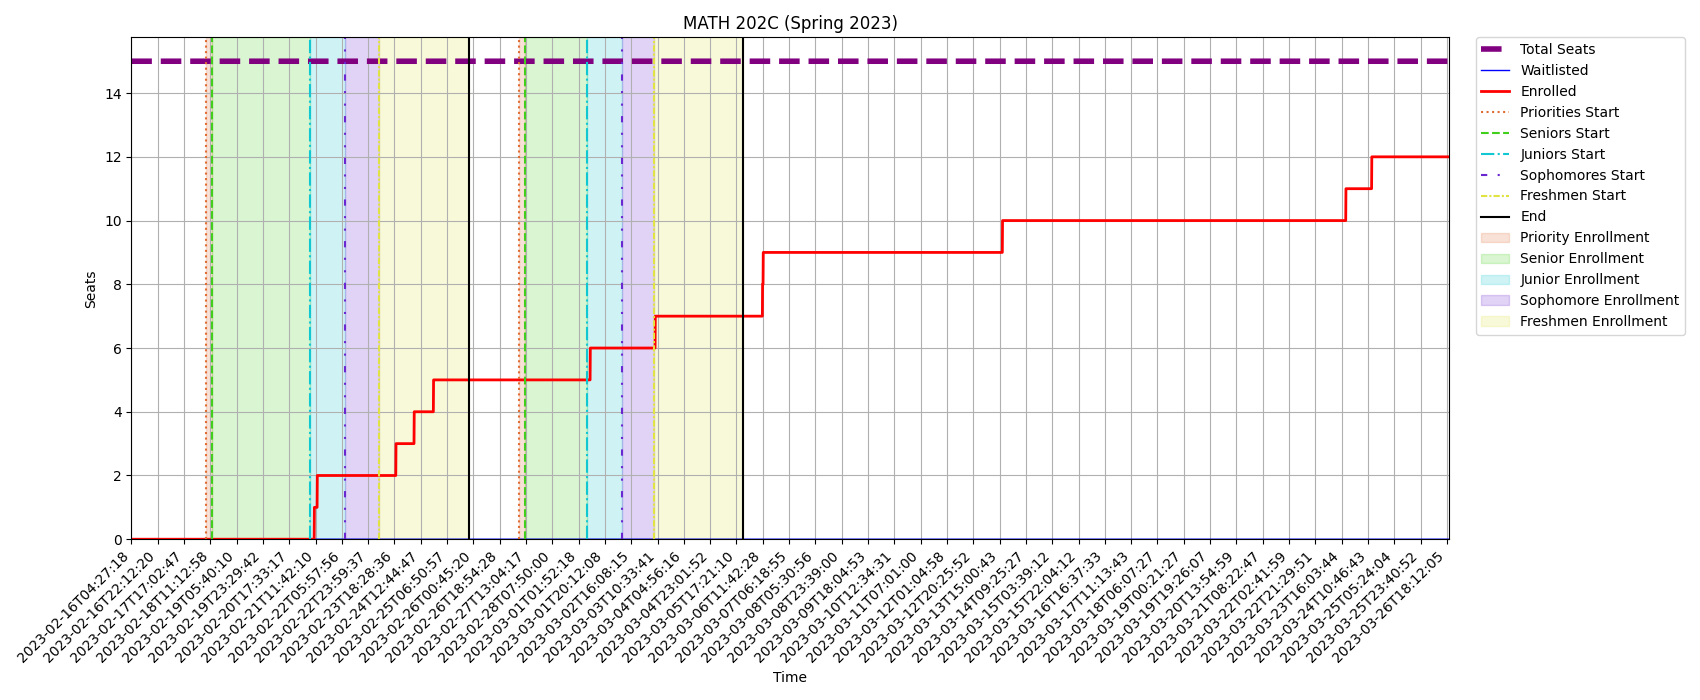 MATH 202C (Spring 2023)
Seats
0
2
4
6
8
10
12
14
2023-02-16T04:27:18
2023-02-16T22:12:20
2023-02-17T17:02:47
2023-02-18T11:12:58
2023-02-19T05:40:16
2023-02-19T23:29:42
2023-02-20T17:33:17
2023-02-21T11:42:10
2023-02-22T05:57:56
2023-02-22T23:59:37
2023-02-23T18:28:36
2023-02-24T12:44:47
2023-02-25T06:50:57
2023-02-26T00:45:20
2023-02-26T18:54:28
2023-02-27T13:04:17
2023-02-28T07:50:00
2023-03-01T01:52:18
2023-03-01T20:12:08
2023-03-02T16:08:15
2023-03-03T10:33:41
2023-03-04T04:56:16
2023-03-04T23:01:52
2023-03-05T17:21:10
2023-03-06T11:42:28
2023-03-07T06:18:55
2023-03-08T05:30:56
2023-03-08T23:39:00
2023-03-09T18:04:53
2023-03-10T12:34:31
2023-03-11T07:01:00
2023-03-12T01:04:58
2023-03-12T20:25:52
2023-03-13T15:00:43
2023-03-14T09:25:27
2023-03-15T03:39:12
2023-03-15T22:04:12
2023-03-16T16:37:33
2023-03-17T11:13:43
2023-03-18T06:07:27
2023-03-19T00:21:27
2023-03-19T19:26:07
2023-03-20T13:54:59
2023-03-21T08:22:47
2023-03-22T02:41:59
2023-03-22T21:29:51
2023-03-23T16:03:44
2023-03-24T10:46:43
2023-03-25T05:24:04
2023-03-25T23:40:52
2023-03-26T18:12:05
Time
Total Seats
Waitlisted
Enrolled
Priorities Start
Seniors Start
Juniors Start
Sophomores Start
Freshmen Start
End
Priority Enrollment
Senior Enrollment
Junior Enrollment
Sophomore Enrollment
Freshmen Enrollment